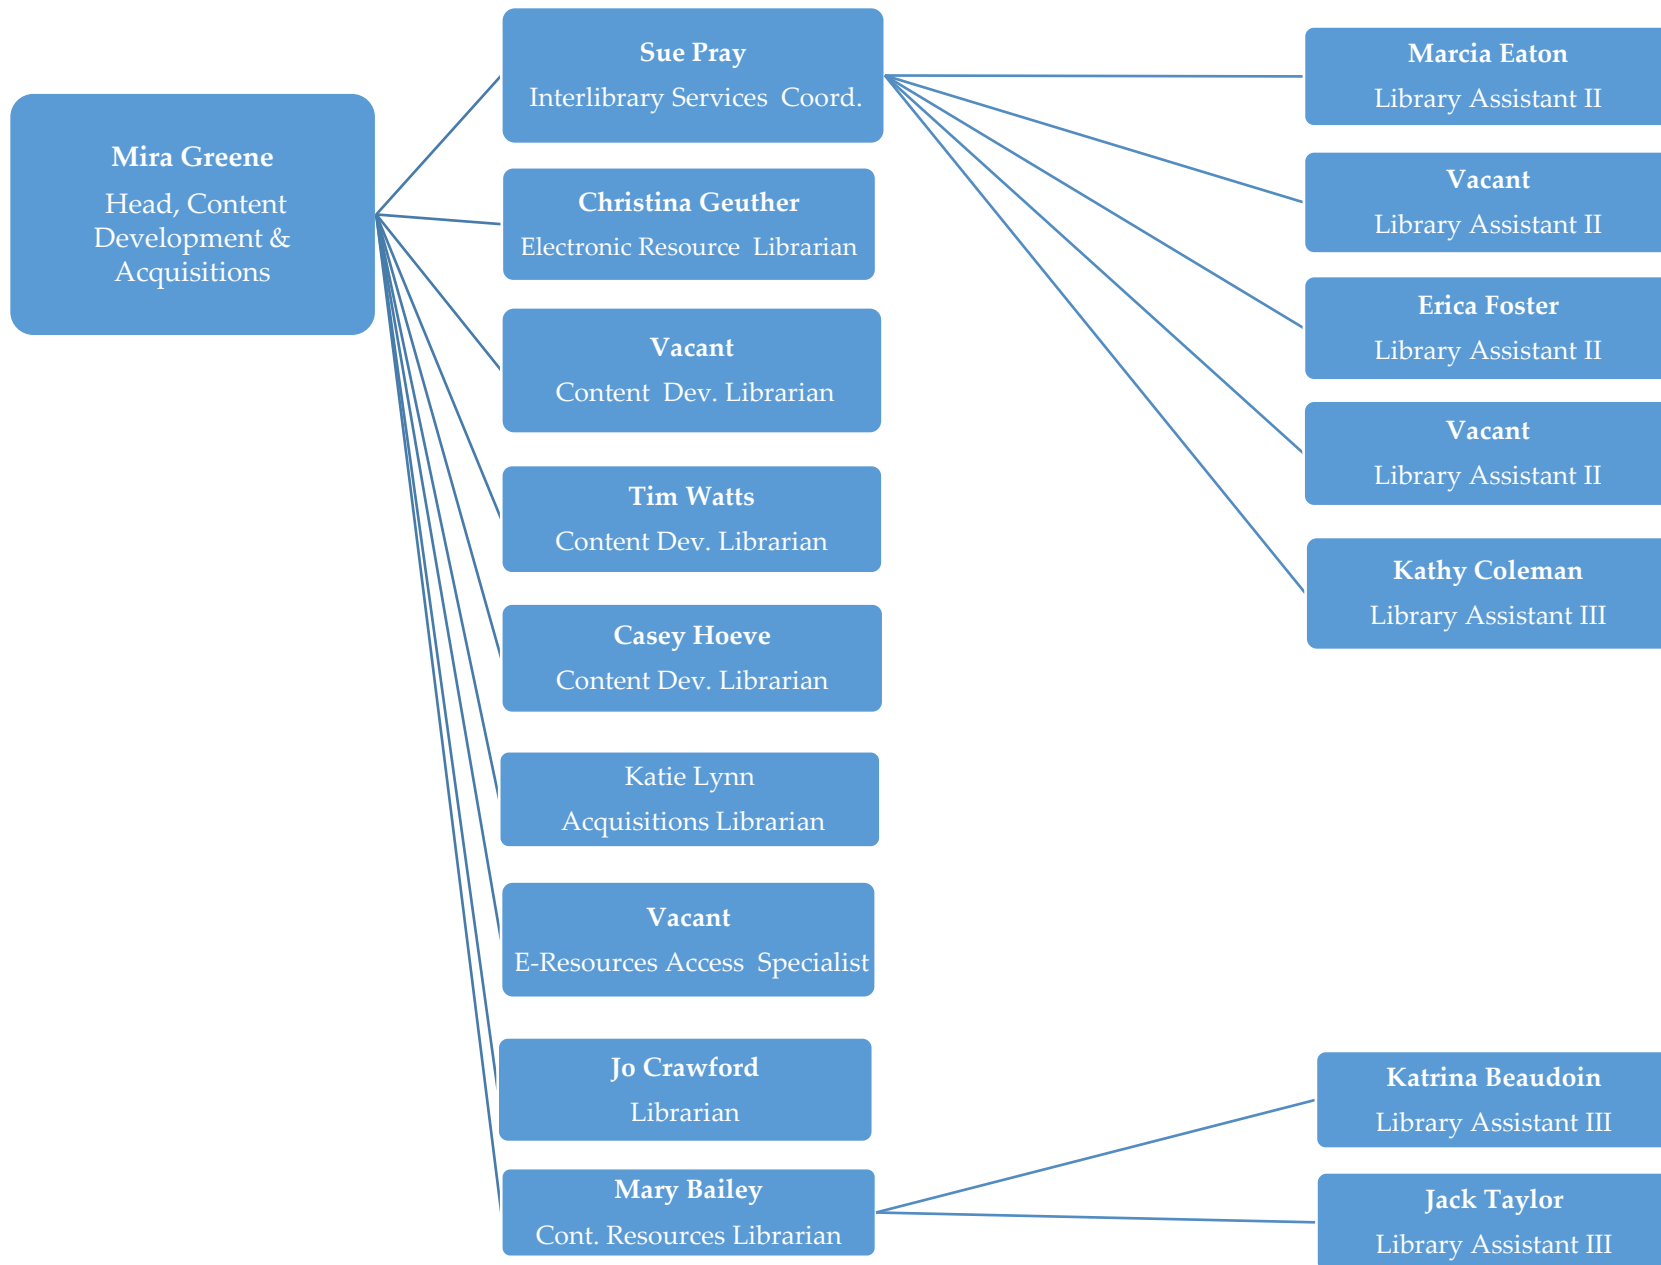 Mira Greene
Head, Content
Development &
Acquisitions
Sue Pray
Interlibrary Services Coord.
Christina Geuther
Electronic Resource Librarian
Vacant
Content Dev. Librarian
Tim Watts
Content Dev. Librarian
Casey Hoeve
Content Dev. Librarian
Katie Lynn
Acquisitions Librarian
Vacant
E-Resources Access Specialist
Jo Crawford
Librarian
Mary Bailey
Cont. Resources Librarian
Marcia Eaton
Library Assistant II
Vacant
Library Assistant II
Erica Foster
Library Assistant II
Vacant
Library Assistant II
Kathy Coleman
Library Assistant III
Katrina Beaudoin
Library Assistant III
Jack Taylor
Library Assistant III